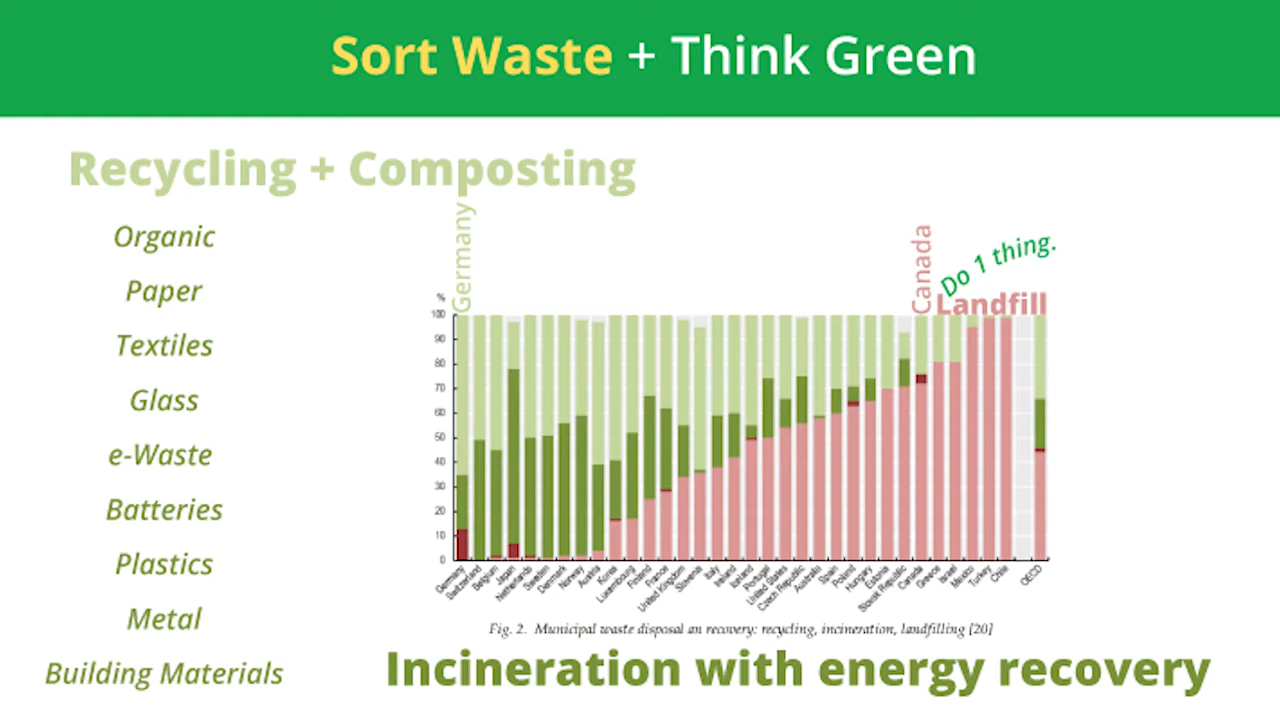 Sort Waste + Think Green
Recycling + Composting
Organic
Paper
Textiles
Glass
e-Waste
Batteries
Plastics
Metal
Building Materials
Germany
Canada
Do 1 thing.
Landfill
%
100
90
80
70
60
50
40
30
20
10
0
Germany
Switzerland
Belgium
Japan
Netherlands
Sweden
Denmark
Norway
Austria
Korea
Luxembourg
Finland
France
United Kingdom
Slovenia
Italy
Ireland
Iceland
Portugal
United States
Czech Republic
Australia
Spain
Poland
Hungary
Estonia
Slovak Republic
Canada
Greece
Israel
Mexico
Turkey
Chile
OECD
Fig. 2. Municipal waste disposal an recovery: recycling, incineration, landfilling [20]
Incineration with energy recovery